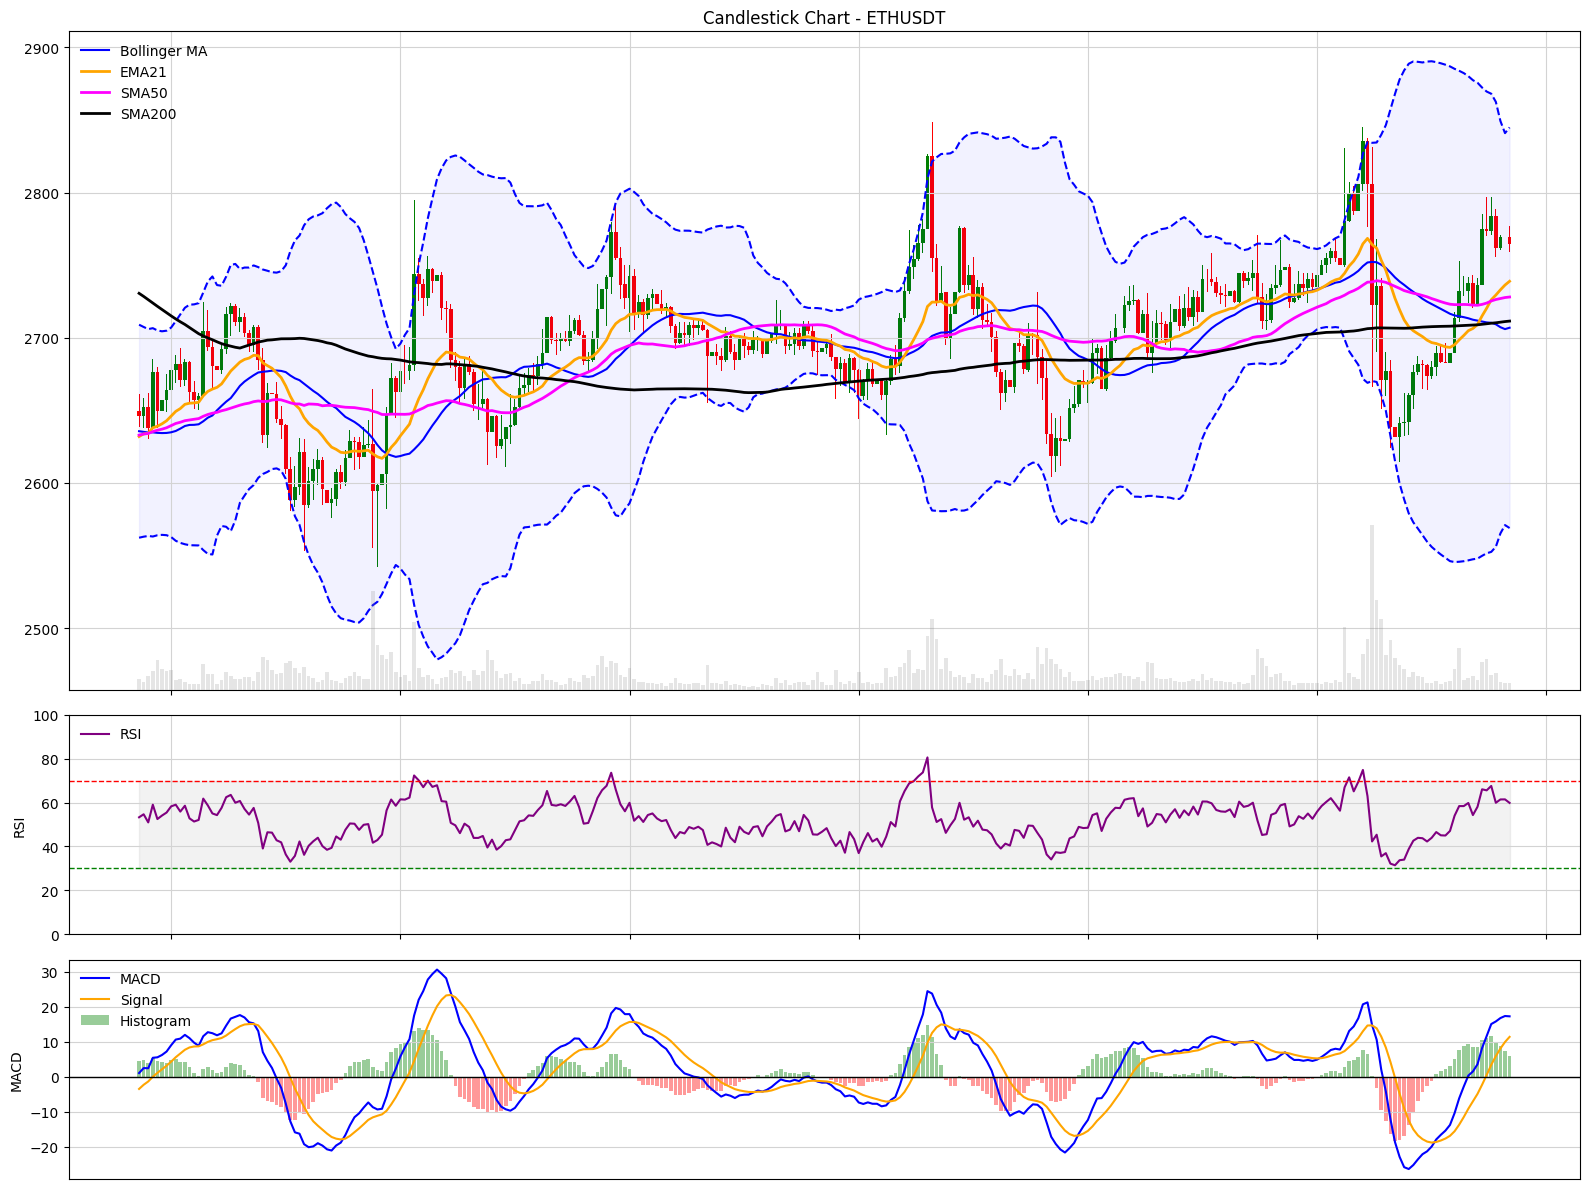 Candlestick Chart - ETHUSDT
2900
2800
2700
2600
2500
Bollinger MA
EMA21
SMA50
SMA200
100
80
60
40
20
0
RSI
RSI
30
20
10
0
−10
−20
MACD
MACD
Signal
Histogram